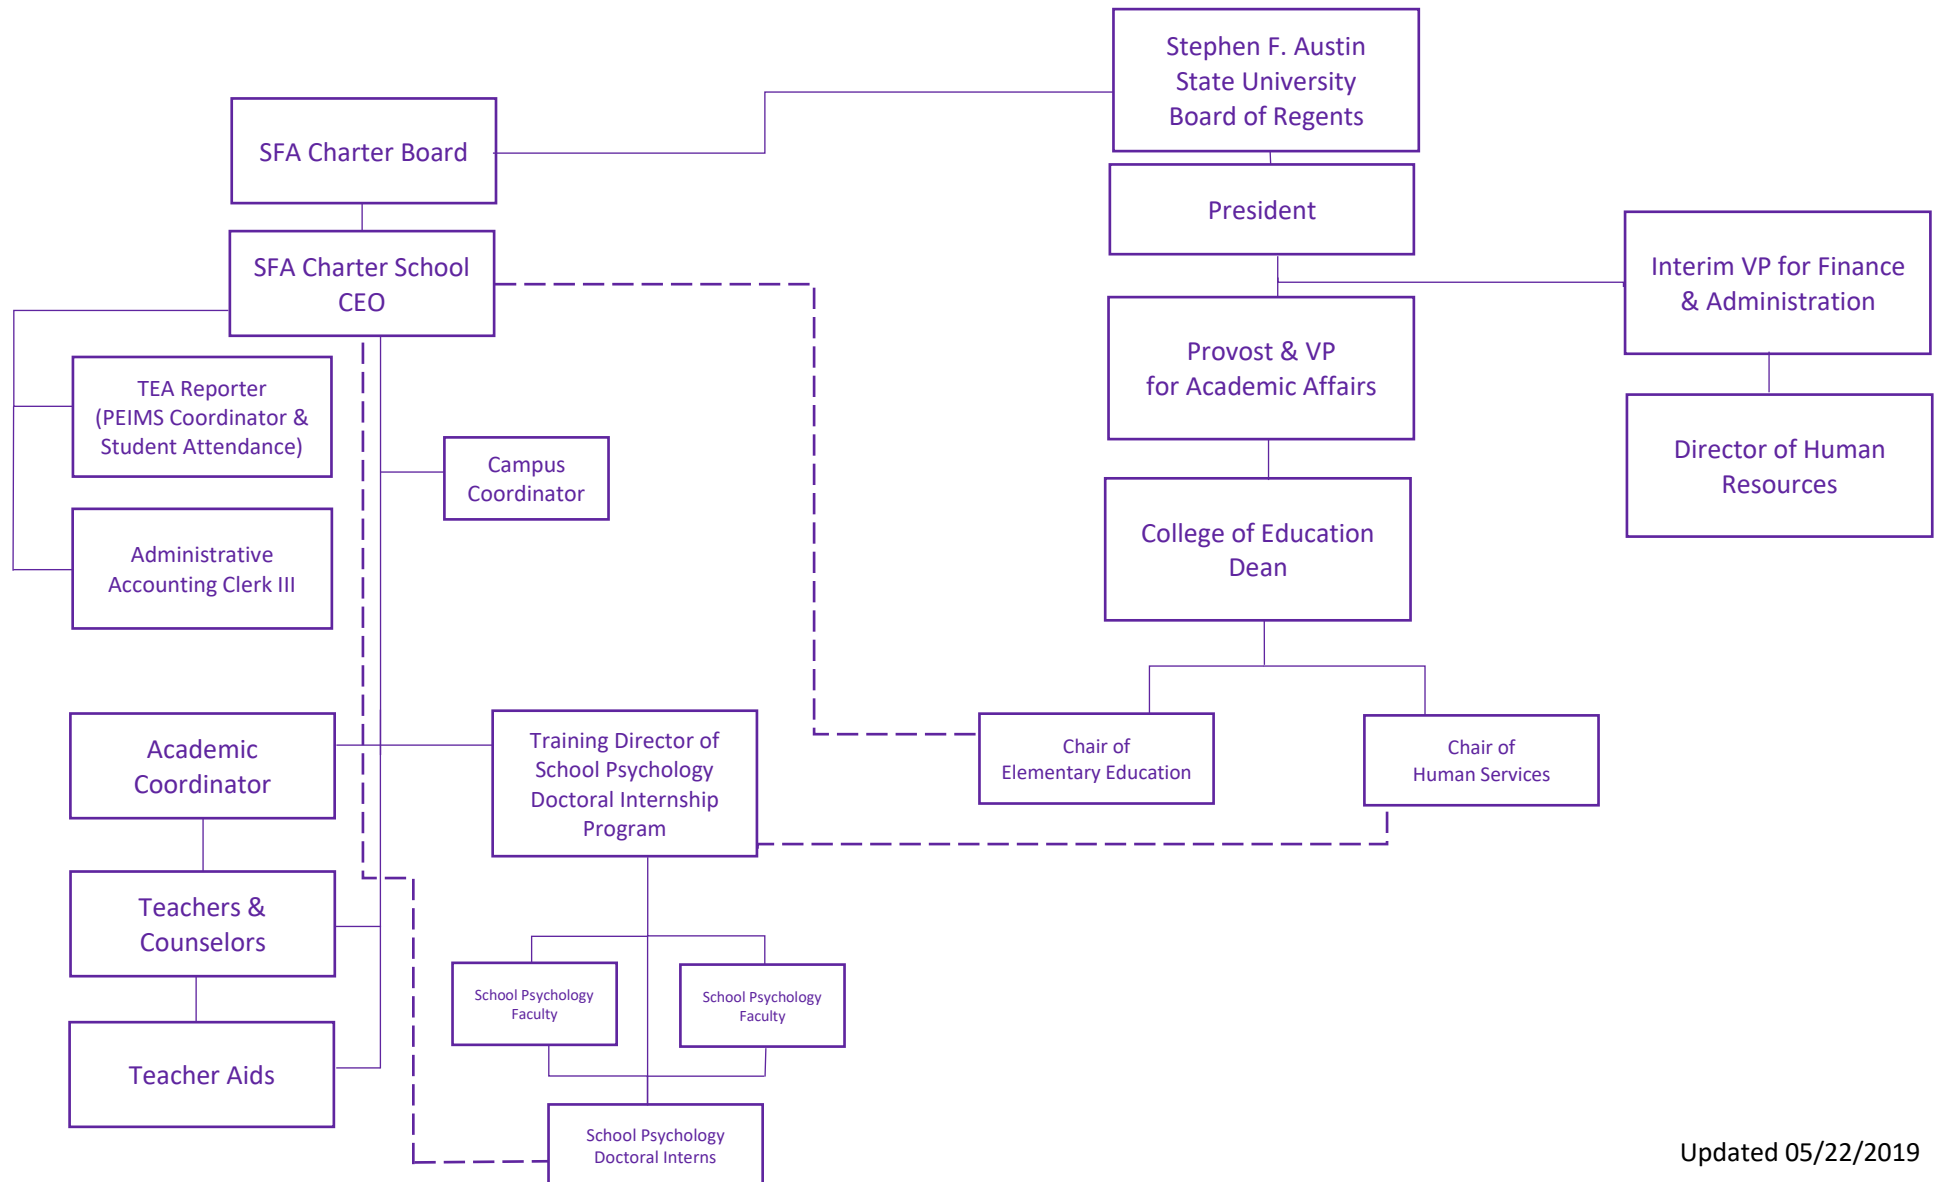 Stephen F. Austin
State University
Board of Regents
SFA Charter Board
President
SFA Charter School
CEO
Interim VP for Finance
& Administration
Provost & VP
for Academic Affairs
TEA Reporter
(PEIMS Coordinator &
Student Attendance)
Campus
Coordinator
Director of Human
Resources
College of Education
Dean
Administrative
Accounting Clerk III
Academic
Coordinator
Training Director of
School Psychology
Doctoral Internship
Program
Chair of
Elementary Education
Chair of
Human Services
Teachers &
Counselors
School Psychology
Faculty
School Psychology
Faculty
Teacher Aids
School Psychology
Doctoral Interns
Updated 05/22/2019